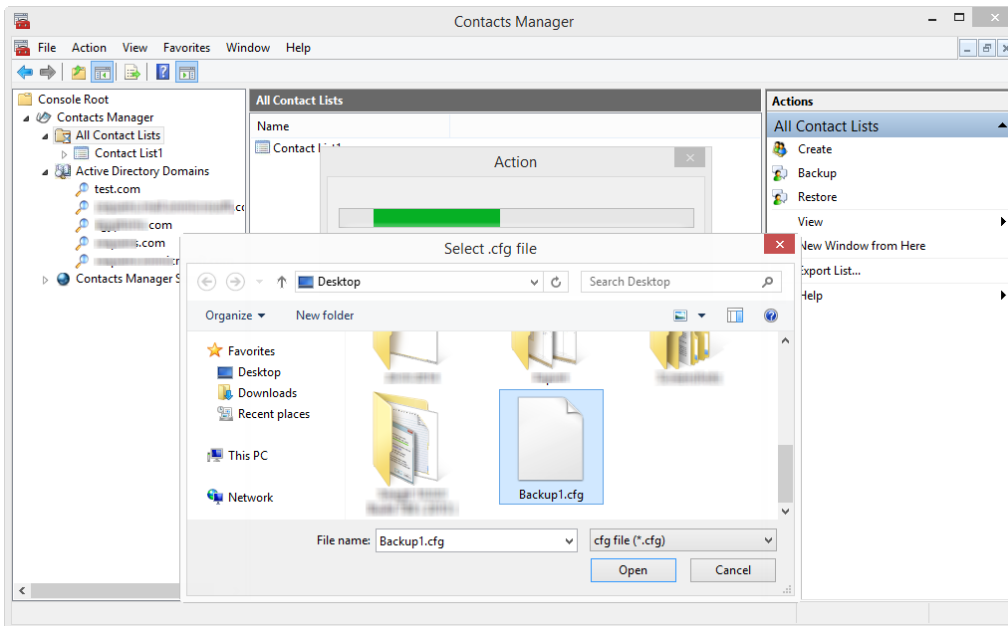 Contacts Manager
File Action View Favorites Window Help
Console Root
Contacts Manager
All Contact Lists
Contact List1
Active Directory Domains
test.com
.com
s.com
Contacts Manager S
All Contact Lists
Name
Contact List1
Action
Select .cfg file
Desktop
Search Desktop
Organize
New folder
Favorites
Desktop
Downloads
Recent places
This PC
Network
Backup1.cfg
File name: Backup1.cfg
cfg file (*.cfg)
Open Cancel
Actions
All Contact Lists
Create
Backup
Restore
View
New Window from Here
Export List...
Help